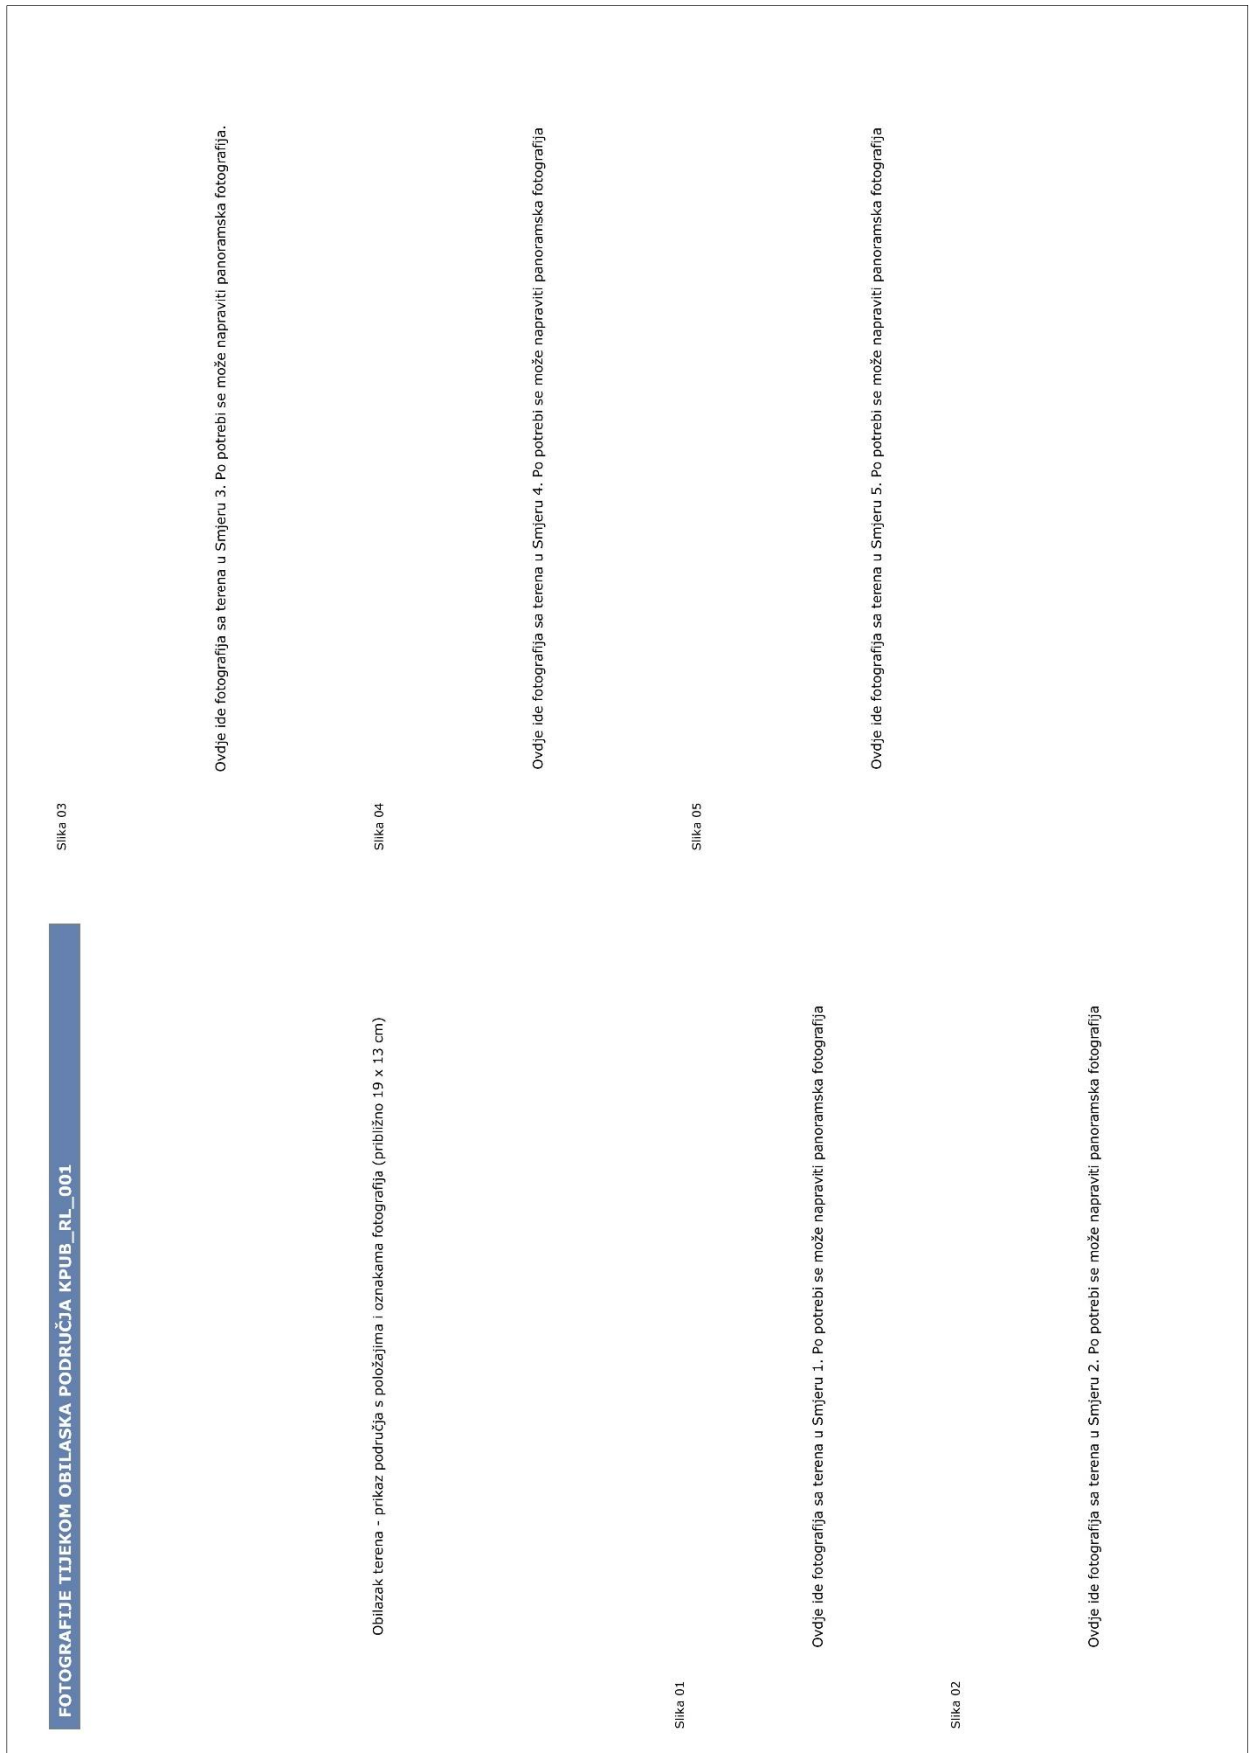 FOTOGRAFIJE TIJEKOM OBILASKA PODRUČJA KPUB_RL_001
Obilazak terena - prikaz područja s položajima i oznakama fotografija (približno 19 x 13 cm)
Slika 01
Ovdje ide fotografija sa terena u Smjeru 1. Po potrebi se može napraviti panoramska fotografija
Slika 02
Ovdje ide fotografija sa terena u Smjeru 2. Po potrebi se može napraviti panoramska fotografija
Slika 03
Ovdje ide fotografija sa terena u Smjeru 3. Po potrebi se može napraviti panoramska fotografija.
Slika 04
Ovdje ide fotografija sa terena u Smjeru 4. Po potrebi se može napraviti panoramska fotografija
Slika 05
Ovdje ide fotografija sa terena u Smjeru 5. Po potrebi se može napraviti panoramska fotografija